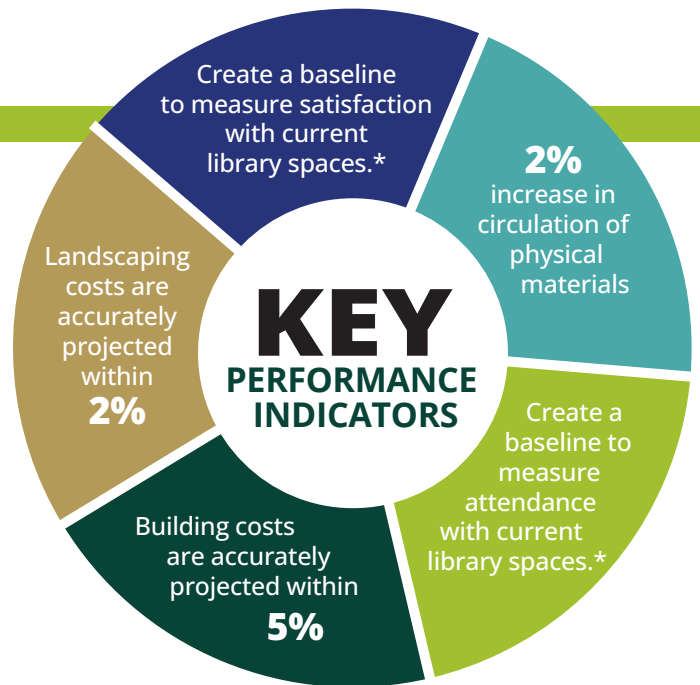 Create a baseline
to measure satisfaction
with current
library spaces.*
2%
increase in
circulation of
physical
materials
Create a
baseline to
measure
attendance
with current
library spaces.*
Building costs
are accurately
projected within
5%
Landscaping
costs are
accurately
projected
within
2%
KEY
PERFORMANCE
INDICATORS